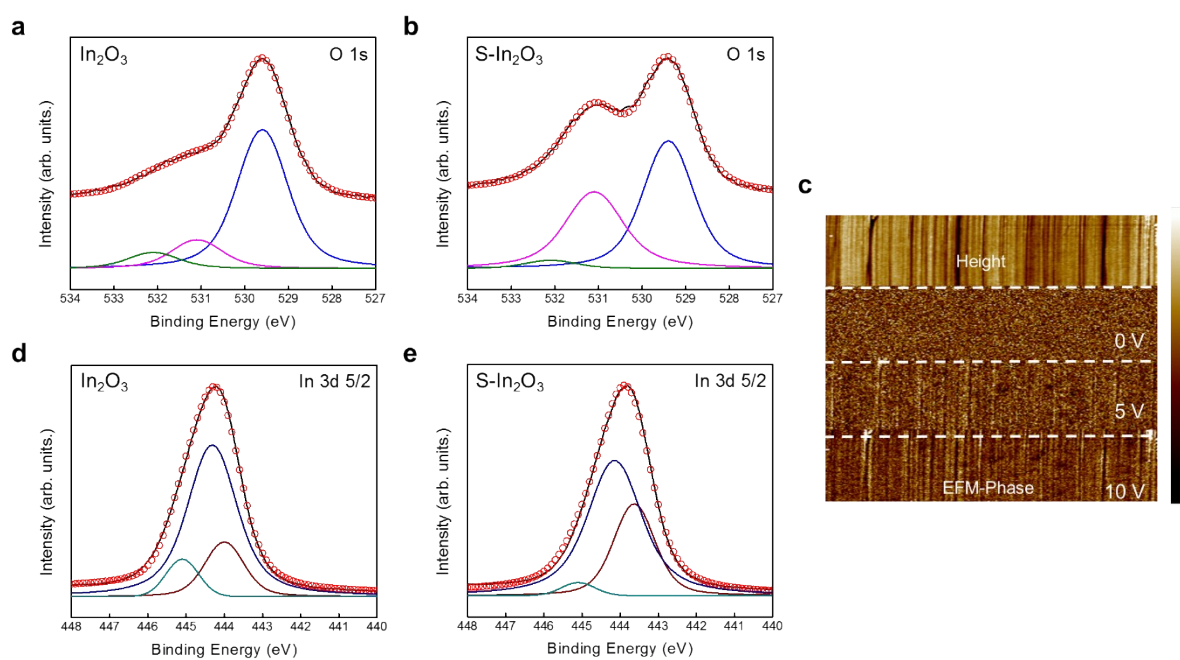 a
In₂O₃
O 1s
Intensity (arb. units.)
534 533 532 531 530 529 528 527
Binding Energy (eV)
b
S-In₂O₃
O 1s
Intensity (arb. units.)
534 533 532 531 530 529 528 527
Binding Energy (eV)
c
Height
0 V
5 V
EFM-Phase
10 V
d
In₂O₃
In 3d 5/2
Intensity (arb. units.)
448 447 446 445 444 443 442 441 440
Binding Energy (eV)
e
S-In₂O₃
In 3d 5/2
Intensity (arb. units.)
448 447 446 445 444 443 442 441 440
Binding Energy (eV)